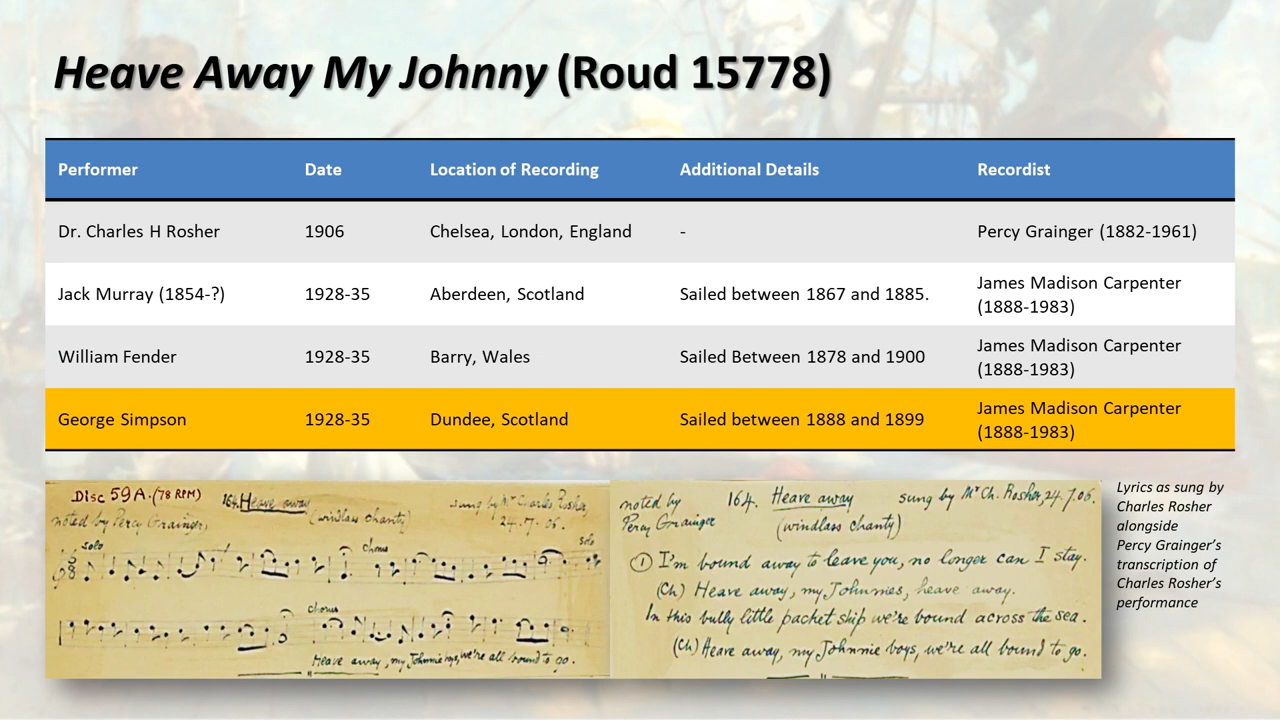 Heave Away My Johnny (Roud 15778)
Performer Date Location of Recording Additional Details Recordist
Dr. Charles H Rosher 1906 Chelsea, London, England - Percy Grainger (1882-1961)
Jack Murray (1854-?) 1928-35 Aberdeen, Scotland Sailed between 1867 and 1885. James Madison Carpenter
(1888-1983)
William Fender 1928-35 Barry, Wales Sailed Between 1878 and 1900 James Madison Carpenter
(1888-1983)
George Simpson 1928-35 Dundee, Scotland Sailed between 1888 and 1899 James Madison Carpenter
(1888-1983)
Disc 59A. (78 RPM) 164. Heave away sung by Mr Charles Rosher,
noted by Percy Grainger, (windlass chanty) 24.7.06.
solo chorus solo
chorus
Heave away, my Johnnie boys, we're all bound to go.
noted by 164. Heave away sung by Mr Ch. Rosher, 24.7.06.
Percy Grainger (windlass chanty)
① I'm bound away to leave you, no longer can I stay.
(Ch) Heave away, my Johnnies, heave away.
In this bully little packet ship we're bound across the sea.
(Ch) Heave away, my Johnnie boys, we're all bound to go.
Lyrics as sung by
Charles Rosher
alongside
Percy Grainger's
transcription of
Charles Rosher's
performance